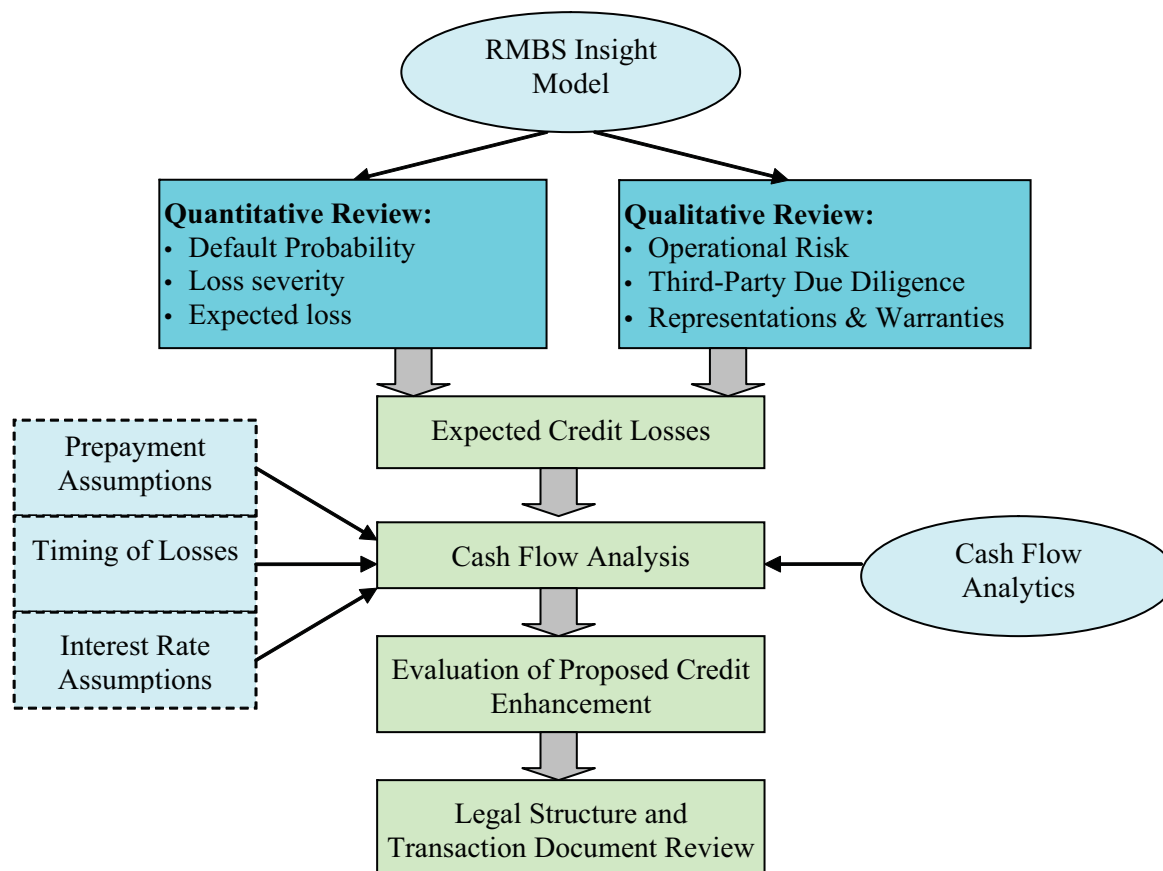 RMBS Insight
Model
Quantitative Review:
• Default Probability
• Loss severity
• Expected loss
Qualitative Review:
• Operational Risk
• Third-Party Due Diligence
• Representations & Warranties
Expected Credit Losses
Prepayment
Assumptions
Timing of Losses
Interest Rate
Assumptions
Cash Flow Analysis
Cash Flow
Analytics
Evaluation of Proposed Credit
Enhancement
Legal Structure and
Transaction Document Review